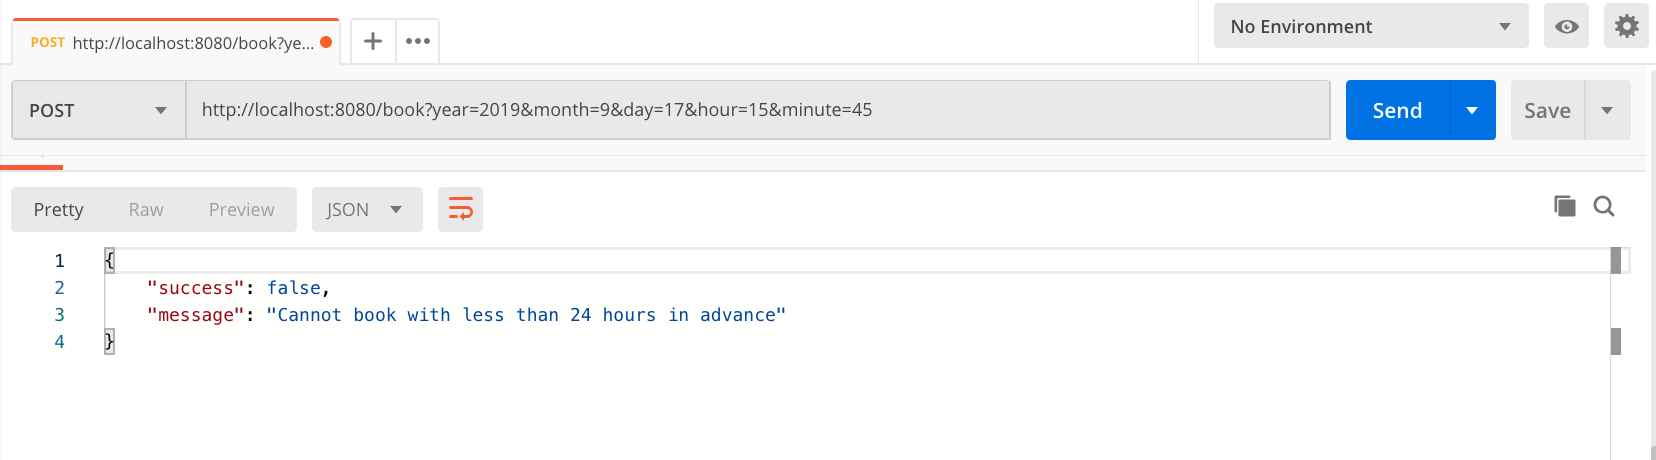 POST http://localhost:8080/book?ye...
No Environment
POST http://localhost:8080/book?year=2019&month=9&day=17&hour=15&minute=45 Send Save
Pretty Raw Preview JSON
1 {
2 "success": false,
3 "message": "Cannot book with less than 24 hours in advance"
4 }